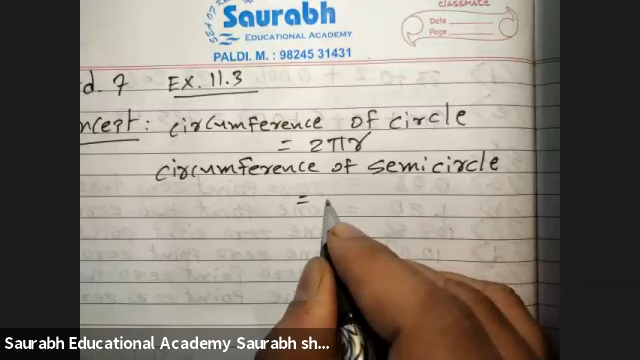 Saurabh
EDUCATIONAL ACADEMY
PALDI. M. : 98245 31431
CLASSMATE
Date
Page
d. 7 EX. 11.3
ncept: circumference of circle
= 2πr
circumference of semicircle
=
Saurabh Educational Academy Saurabh sh...